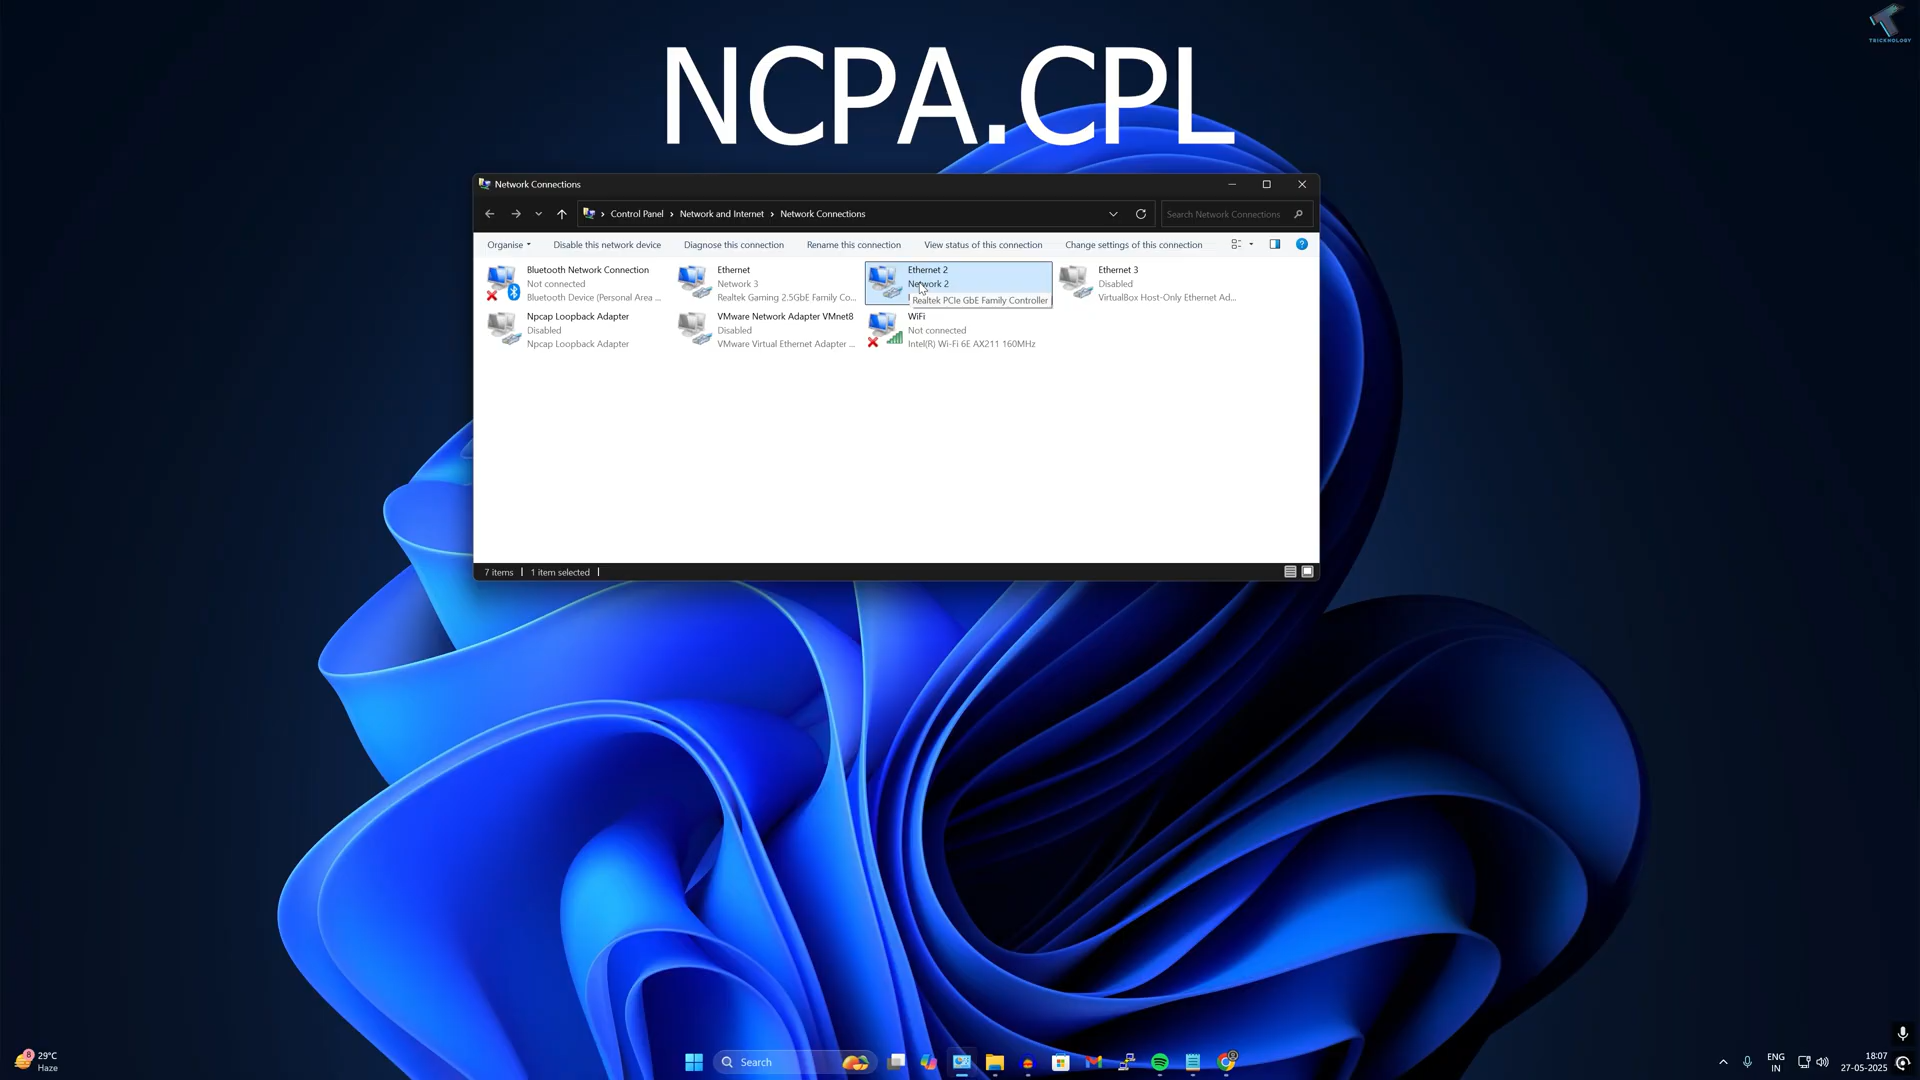 TRICKNOLOGY
NCPA.CPL
Network Connections
Control Panel > Network and Internet > Network Connections
Search Network Connections
Organise
Disable this network device
Diagnose this connection
Rename this connection
View status of this connection
Change settings of this connection
Bluetooth Network Connection
Not connected
Bluetooth Device (Personal Area ...
Ethernet
Network 3
Realtek Gaming 2.5GbE Family Co...
Ethernet 2
Network 2
Realtek PCIe GbE Family Controller
Ethernet 3
Disabled
VirtualBox Host-Only Ethernet Ad...
Npcap Loopback Adapter
Disabled
Npcap Loopback Adapter
VMware Network Adapter VMnet8
Disabled
VMware Virtual Ethernet Adapter ...
WiFi
Not connected
Intel(R) Wi-Fi 6E AX211 160MHz
7 items
1 item selected
8
29°C
Haze
Search
ENG
IN
18:07
27-05-2025